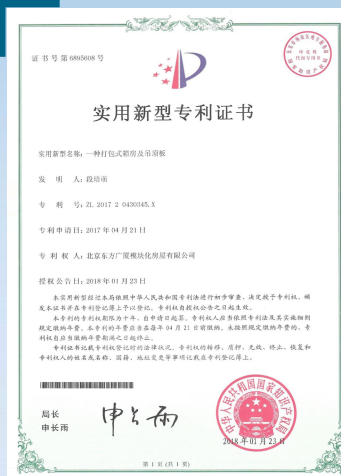 证书号第6895608号
实用新型专利证书
实用新型名称：一种打包式箱房及吊顶板
发明人：段培雨
专利号：ZL 2017 2 0430345.X
专利申请日：2017年04月21日
专利权人：北京东方广厦模块化房屋有限公司
授权公告日：2018年01月23日
本实用新型经过本局依照中华人民共和国专利法进行初步审查，决定授予专利权，颁
发本证书并在专利登记簿上予以登记。专利权自授权公告之日起生效。
本专利的专利权期限为十年，自申请日起算。专利权人应当依照专利法及其实施细则
规定缴纳年费。本专利的年费应当在每年04月21日前缴纳。未按照规定缴纳年费的，专
利权自应当缴纳年费期满之日起终止。
专利证书记载专利权登记时的法律状况。专利权的转移、质押、无效、终止、恢复和
专利权人的姓名或名称、国籍、地址变更等事项记载在专利登记簿上。
局长
申长雨
申长雨
中华人民共和国国家知识产权局
2018年01月23日
第1页（共1页）